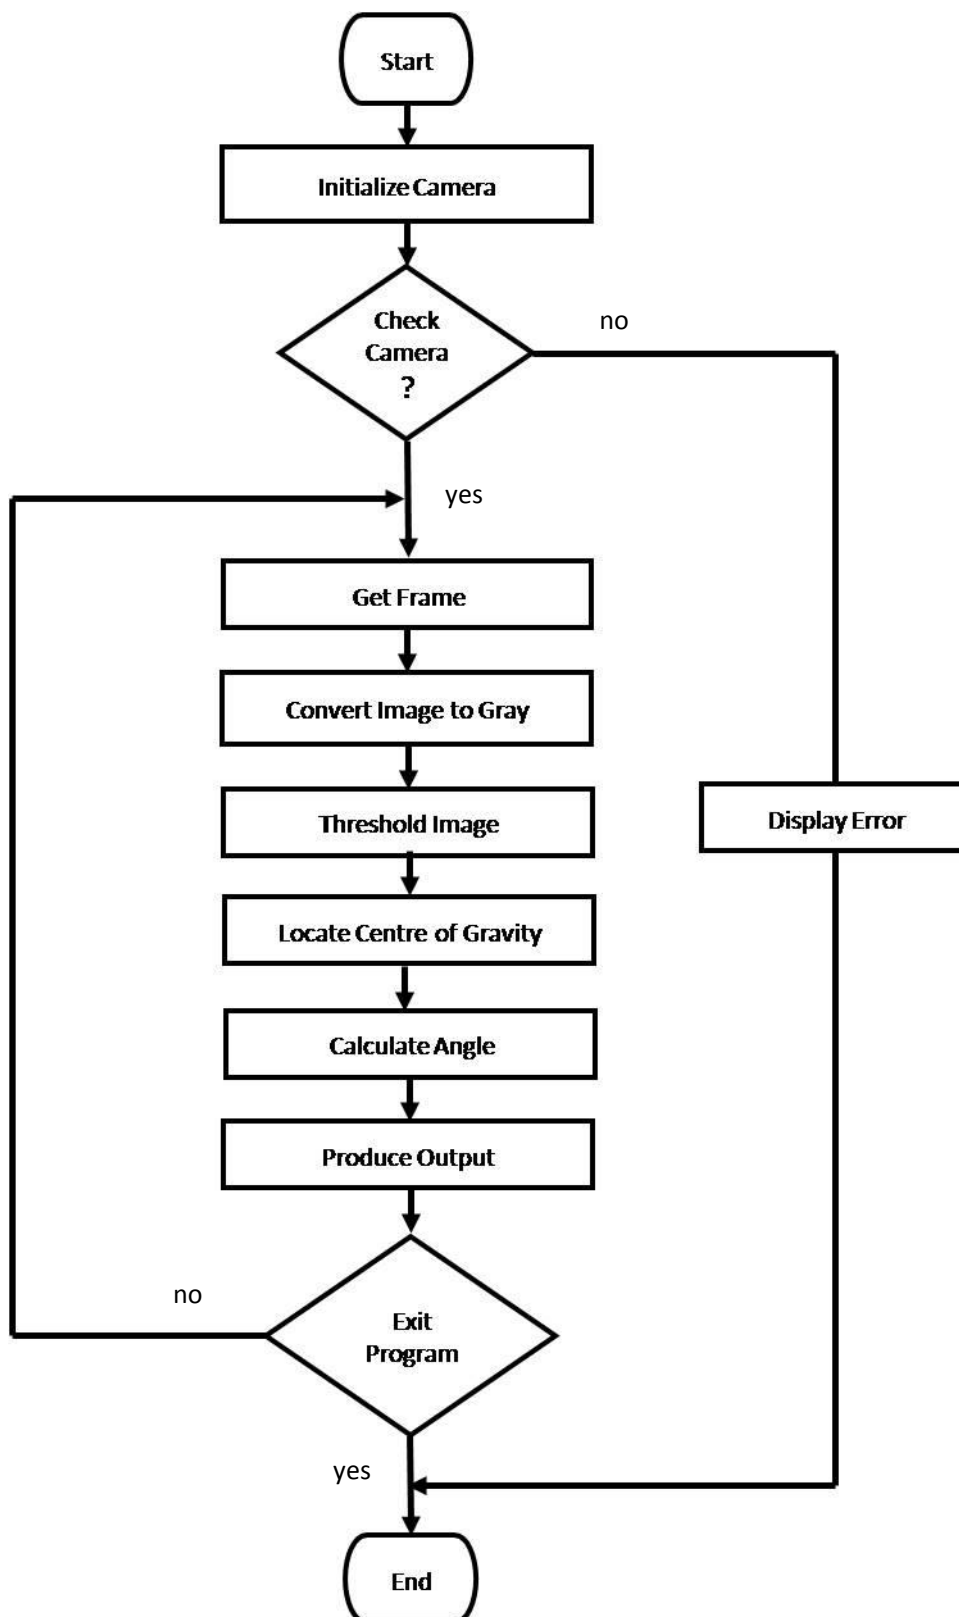 Start
Initialize Camera
Check
Camera
?
no
yes
Get Frame
Convert Image to Gray
Threshold Image
Display Error
Locate Centre of Gravity
Calculate Angle
Produce Output
no
Exit
Program
yes
End